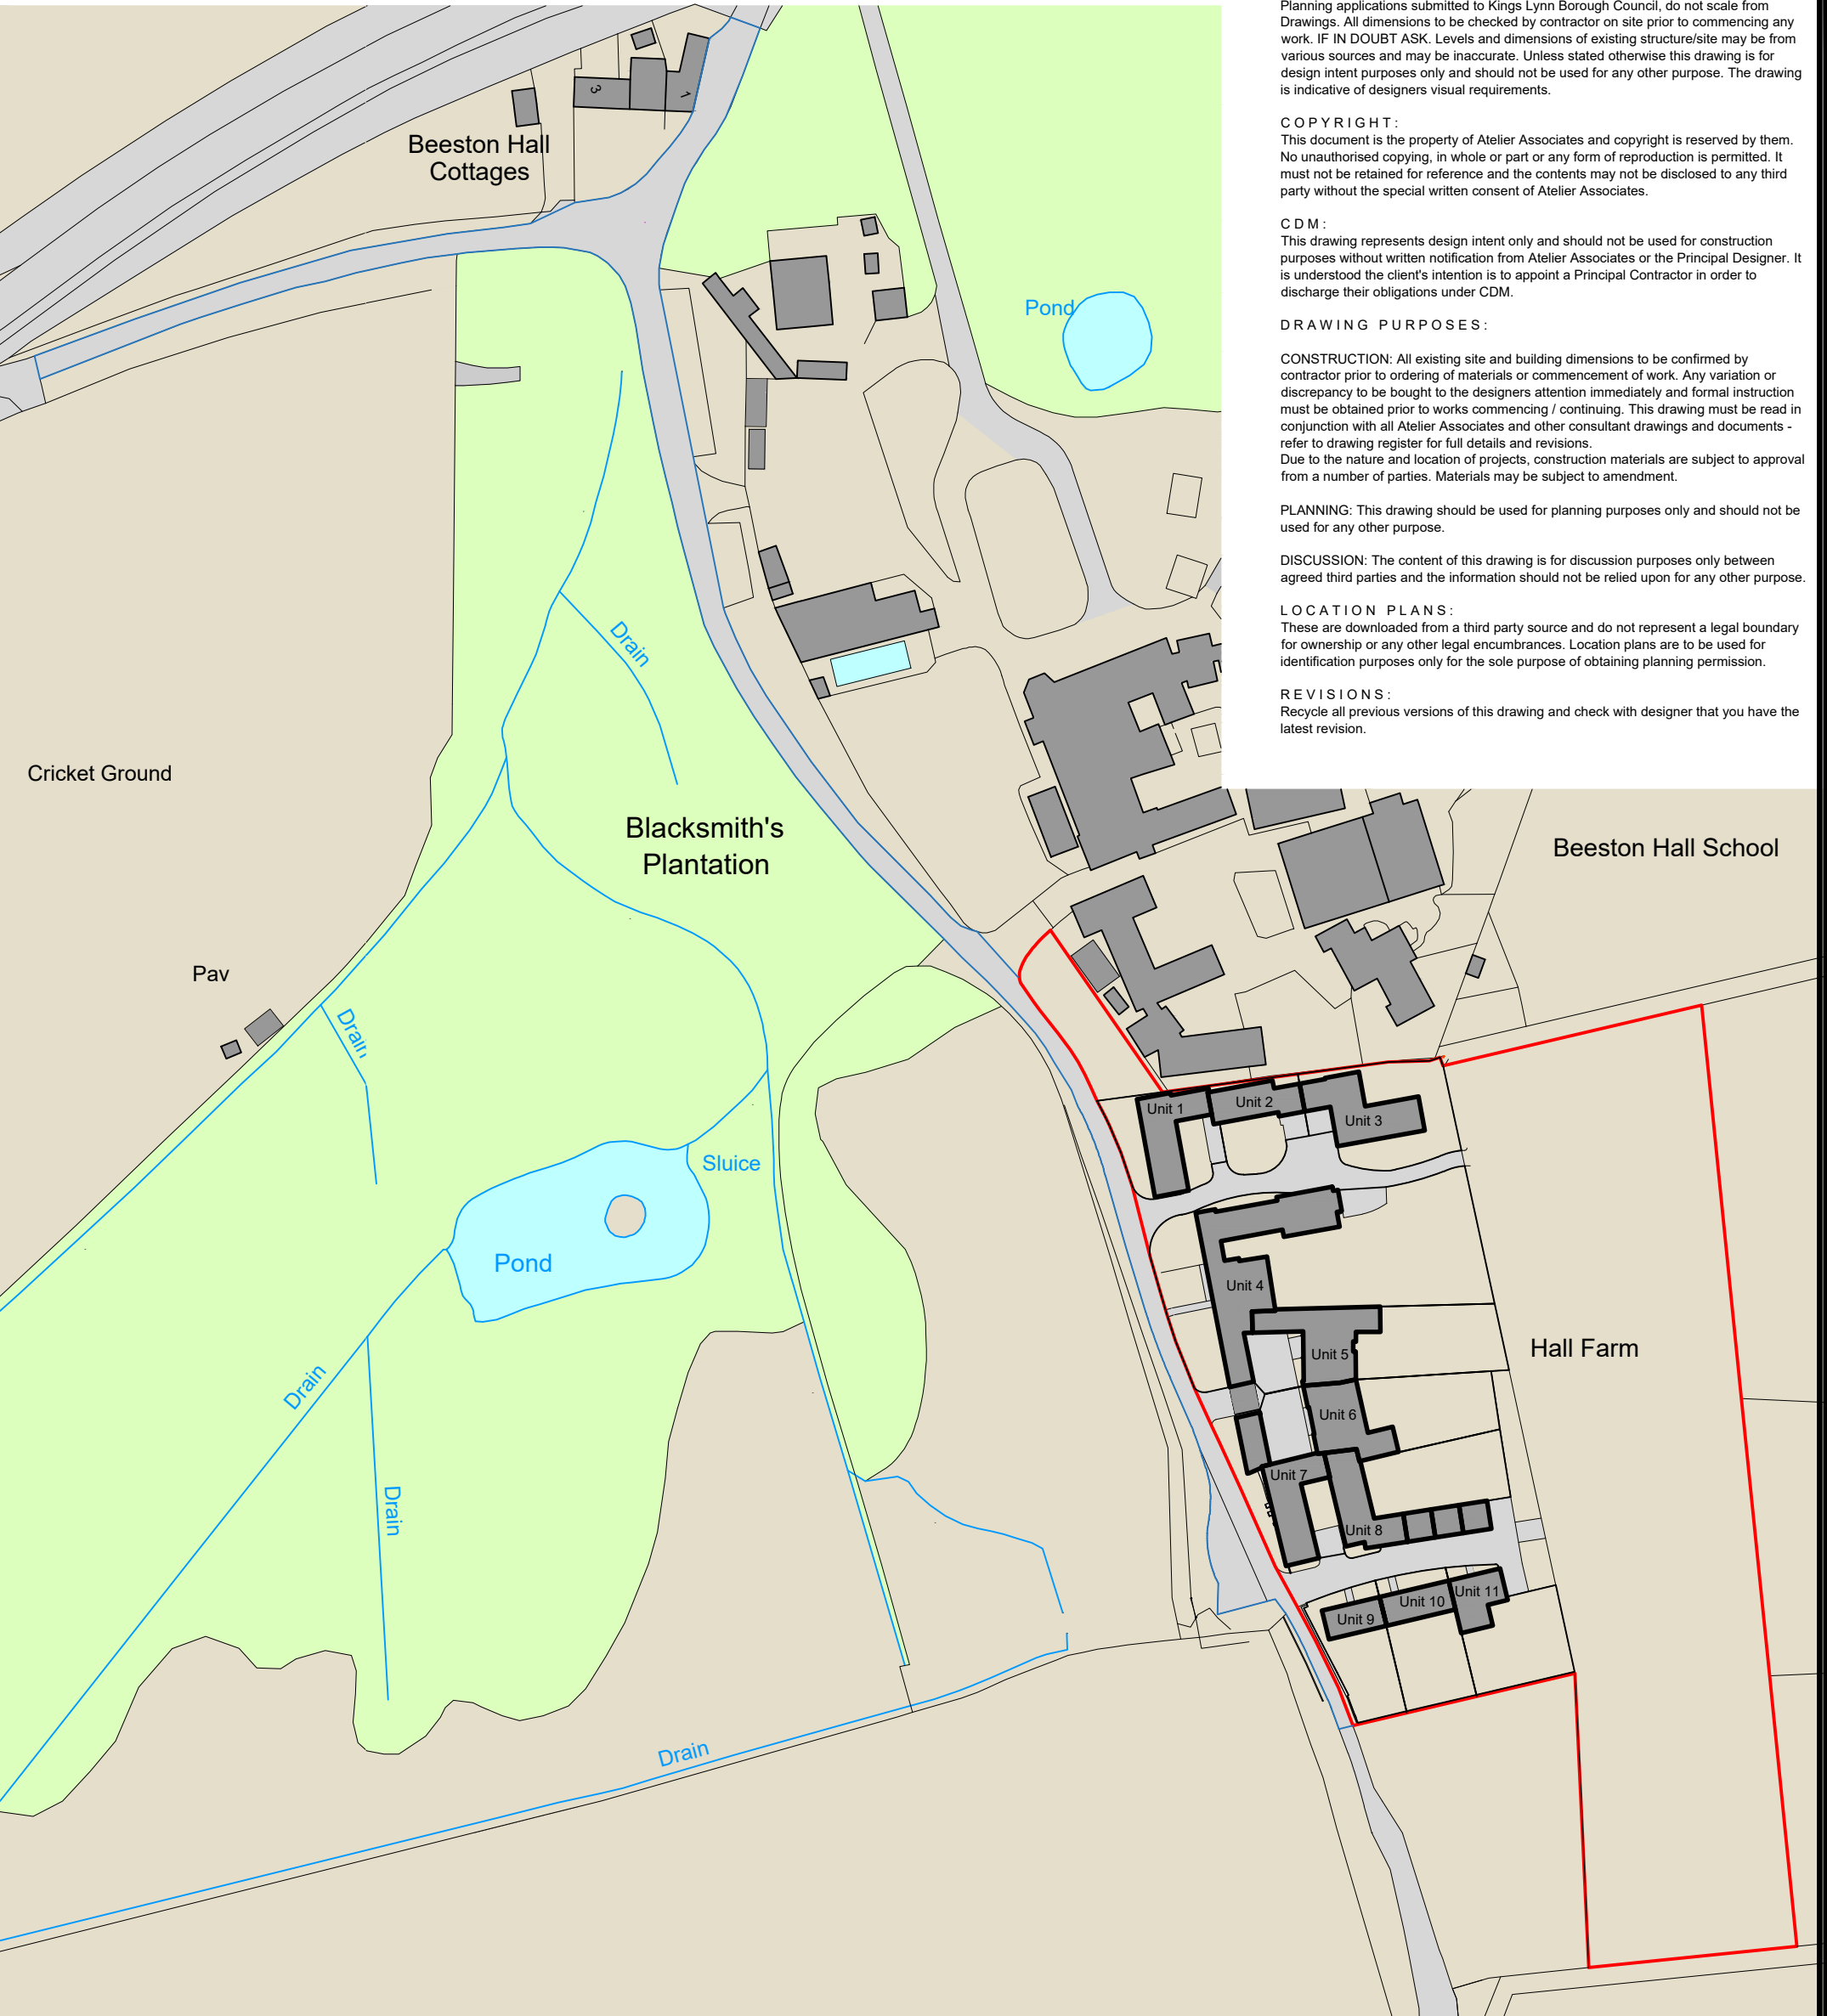 Planning applications submitted to Kings Lynn Borough Council, do not scale from
Drawings. All dimensions to be checked by contractor on site prior to commencing any
work. IF IN DOUBT ASK. Levels and dimensions of existing structure/site may be from
various sources and may be inaccurate. Unless stated otherwise this drawing is for
design intent purposes only and should not be used for any other purpose. The drawing
is indicative of designers visual requirements.
COPYRIGHT:
This document is the property of Atelier Associates and copyright is reserved by them.
No unauthorised copying, in whole or part or any form of reproduction is permitted. It
must not be retained for reference and the contents may not be disclosed to any third
party without the special written consent of Atelier Associates.
CDM:
This drawing represents design intent only and should not be used for construction
purposes without written notification from Atelier Associates or the Principal Designer. It
is understood the client's intention is to appoint a Principal Contractor in order to
discharge their obligations under CDM.
DRAWING PURPOSES:
CONSTRUCTION: All existing site and building dimensions to be confirmed by
contractor prior to ordering of materials or commencement of work. Any variation or
discrepancy to be bought to the designers attention immediately and formal instruction
must be obtained prior to works commencing / continuing. This drawing must be read in
conjunction with all Atelier Associates and other consultant drawings and documents -
refer to drawing register for full details and revisions.
Due to the nature and location of projects, construction materials are subject to approval
from a number of parties. Materials may be subject to amendment.
PLANNING: This drawing should be used for planning purposes only and should not be
used for any other purpose.
DISCUSSION: The content of this drawing is for discussion purposes only between
agreed third parties and the information should not be relied upon for any other purpose.
LOCATION PLANS:
These are downloaded from a third party source and do not represent a legal boundary
for ownership or any other legal encumbrances. Location plans are to be used for
identification purposes only for the sole purpose of obtaining planning permission.
REVISIONS:
Recycle all previous versions of this drawing and check with designer that you have the
latest revision.
3
1
Beeston Hall
Cottages
Pond
Drain
Cricket Ground
Blacksmith's
Plantation
Beeston Hall School
Pav
Drain
Unit 1
Unit 2
Unit 3
Sluice
Pond
Unit 4
Hall Farm
Unit 5
Drain
Unit 6
Unit 7
Drain
Unit 8
Unit 11
Unit 10
Unit 9
Drain